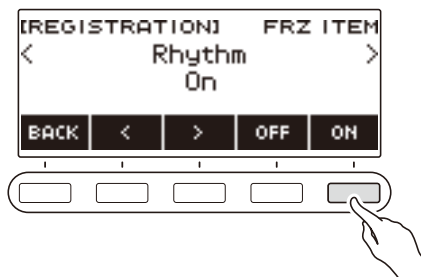 [REGISTRATION] FRZ ITEM
< Rhythm >
On
BACK < > OFF ON